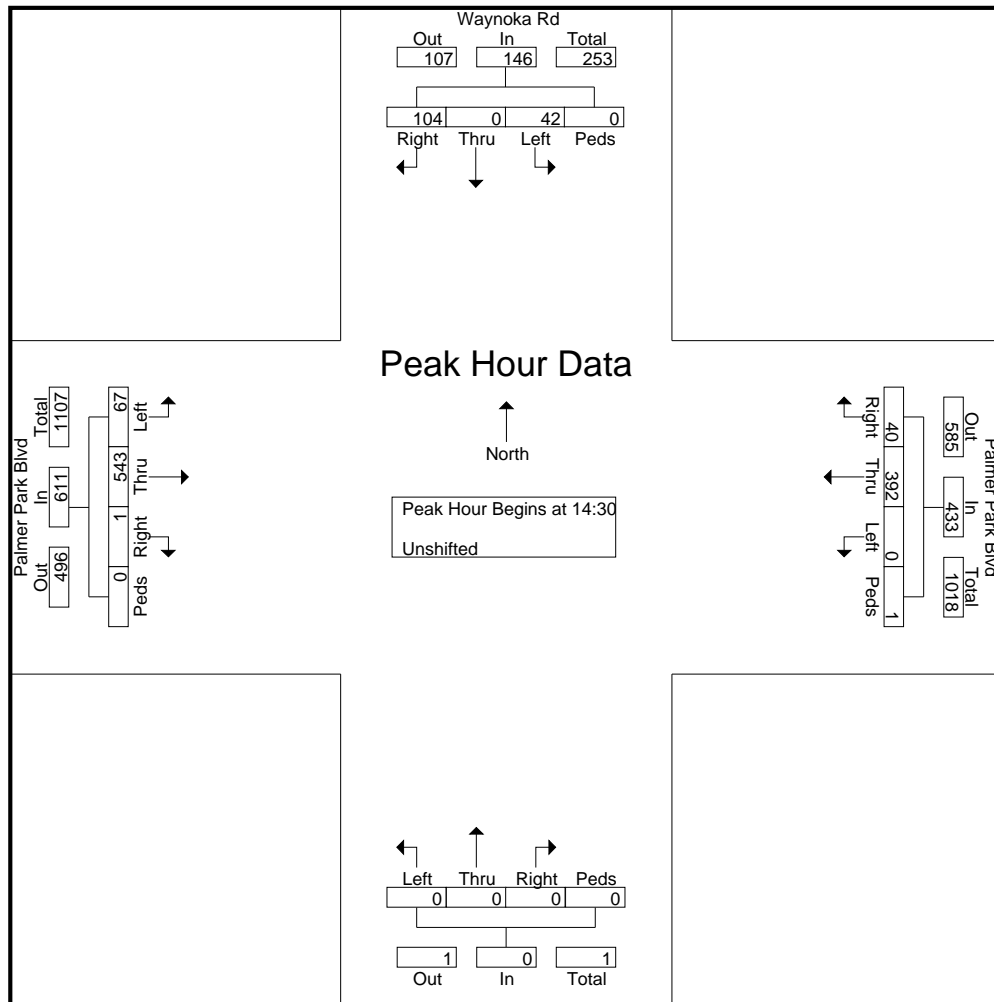 Waynoka Rd
Out In Total
107 146 253
104 0 42 0
Right Thru Left Peds
Peak Hour Data
North
Peak Hour Begins at 14:30
Unshifted
Palmer Park Blvd
Out In Total
496 611 1107
67 543 1 0
Left Thru Right Peds
Palmer Park Blvd
Out In Total
585 433 1018
40 392 0 1
Right Thru Left Peds
Left Thru Right Peds
0 0 0 0
1 0 1
Out In Total